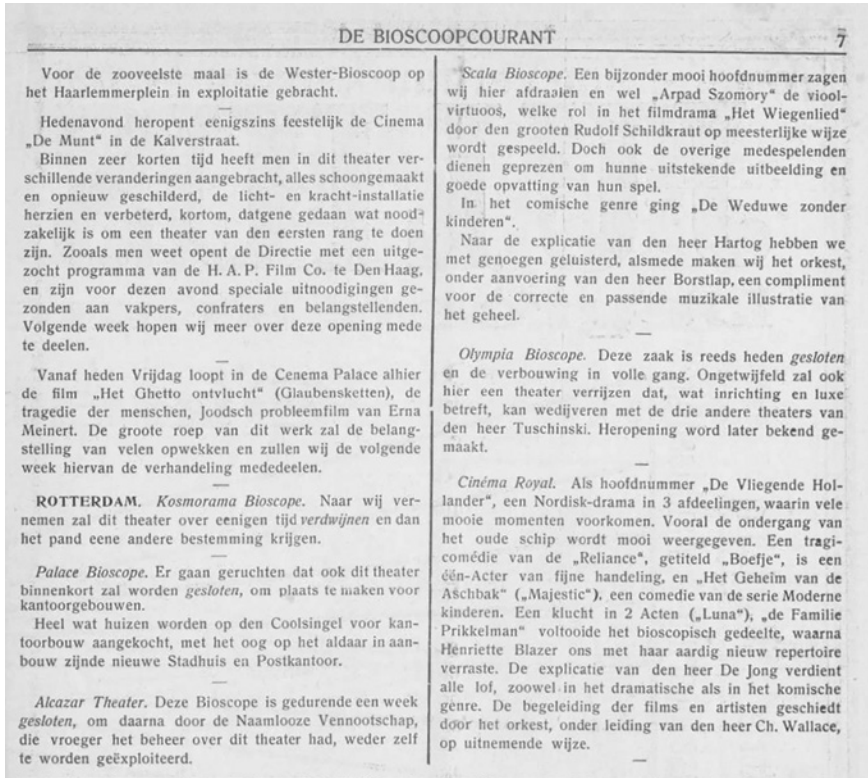 DE BIOSCOOPCOURANT 7
Voor de zooveelste maal is de Wester-Bioscoop op
het Haarlemmerplein in exploitatie gebracht.
Hedenavond heropent eenigszins feestelijk de Cinema
„De Munt“ in de Kalverstraat.
Binnen zeer korten tijd heeft men in dit theater ver-
schillende veranderingen aangebracht, alles schoongemaakt
en opnieuw geschilderd, de licht- en kracht-installatie
herzien en verbeterd, kortom, datgene gedaan wat nood-
zakelijk is om een theater van den eersten rang te doen
zijn. Zooals men weet opent de Directie met een uitge-
zocht programma van de H. A. P. Film Co. te Den Haag,
en zijn voor dezen avond speciale uitnoodigingen ge-
zonden aan vakpers, confraters en belangstellenden.
Volgende week hopen wij meer over deze opening mede
te deelen.
Vanaf heden Vrijdag loopt in de Cenema Palace alhier
de film „Het Ghetto ontvlucht“ (Glaubensketten), de
tragedie der menschen, Joodsch probleemfilm van Erna
Meinert. De groote roep van dit werk zal de belang-
stelling van velen opwekken en zullen wij de volgende
week hiervan de verhandeling mededeelen.
ROTTERDAM. Kosmorama Bioscope. Naar wij ver-
nemen zal dit theater over eenigen tijd verdwijnen en dan
het pand eene andere bestemming krijgen.
Palace Bioscope. Er gaan geruchten dat ook dit theater
binnenkort zal worden gesloten, om plaats te maken voor
kantoorgebouwen.
Heel wat huizen worden op den Coolsingel voor kan-
toorbouw aangekocht, met het oog op het aldaar in aan-
bouw zijnde nieuwe Stadhuis en Postkantoor.
Alcazar Theater. Deze Bioscope is gedurende een week
gesloten, om daarna door de Naamlooze Vennootschap,
die vroeger het beheer over dit theater had, weder zelf
te worden geëxploiteerd.
Scala Bioscope. Een bijzonder mooi hoofdnummer zagen
wij hier afdraaien en wel „Arpad Szomory“ de viool-
virtuoos, welke rol in het filmdrama „Het Wiegenlied“
door den grooten Rudolf Schildkraut op meesterlijke wijze
wordt gespeeld. Doch ook de overige medespelenden
dienen geprezen om hunne uitstekende uitbeelding en
goede opvatting van hun spel.
In het comische genre ging „De Weduwe zonder
kinderen“.
Naar de explicatie van den heer Hartog hebben we
met genoegen geluisterd, alsmede maken wij het orkest,
onder aanvoering van den heer Borstlap, een compliment
voor de correcte en passende muzikale illustratie van
het geheel.
Olympia Bioscope. Deze zaak is reeds heden gesloten
en de verbouwing in volle gang. Ongetwijfeld zal ook
hier een theater verrijzen dat, wat inrichting en luxe
betreft, kan wedijveren met de drie andere theaters van
den heer Tuschinski. Heropening word later bekend ge-
maakt.
Cinéma Royal. Als hoofdnummer „De Vliegende Hol-
lander“, een Nordisk-drama in 3 afdeelingen, waarin vele
mooie momenten voorkomen. Vooral de ondergang van
het oude schip wordt mooi weergegeven. Een tragi-
comédie van de „Reliance“, getiteld „Boefje“, is een
één-Acter van fijne handeling, en „Het Geheim van de
Aschbak“ („Majestic“), een comedie van de serie Moderne
kinderen. Een klucht in 2 Acten („Luna“), „de Familie
Prikkelman“ voltooide het bioscopisch gedeelte, waarna
Henriette Blazer ons met haar aardig nieuw repertoire
verraste. De explicatie van den heer De Jong verdient
alle lof, zoowel in het dramatische als in het komische
genre. De begeleiding der films en artisten geschiedt
door het orkest, onder leiding van den heer Ch. Wallace,
op uitnemende wijze.